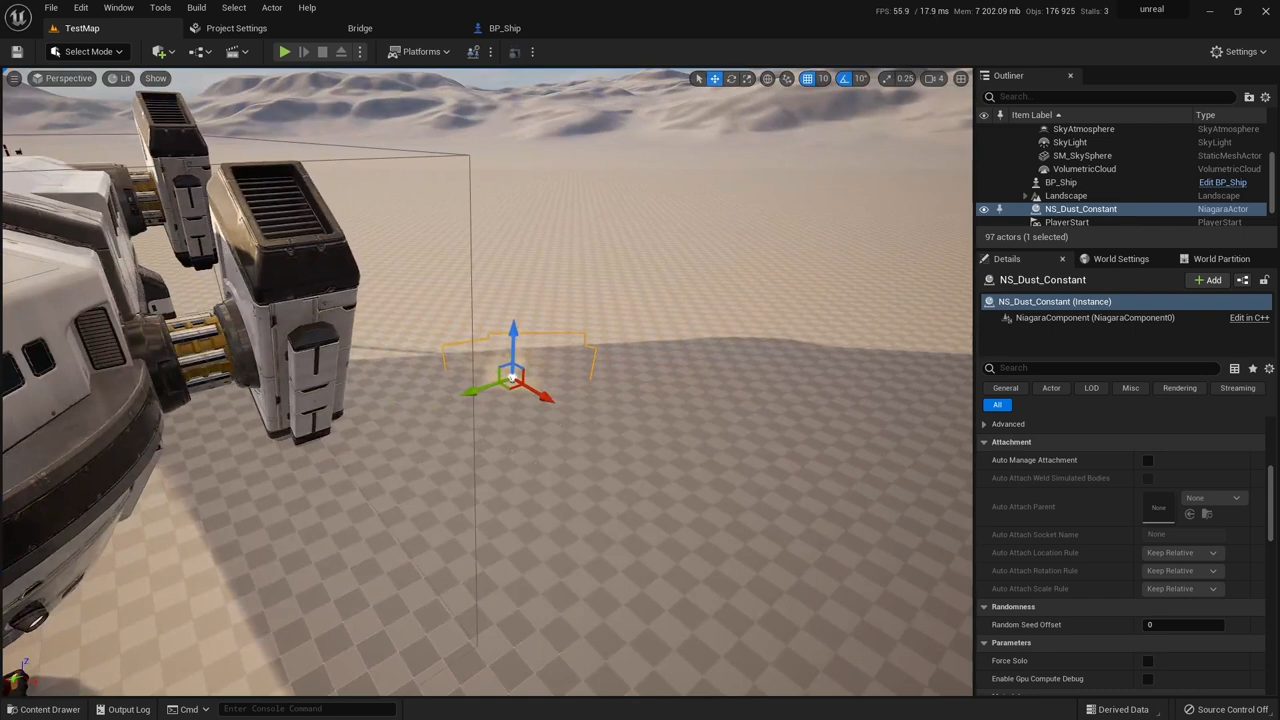 File Edit Window Tools Build Select Actor Help
FPS: 55.9 / 17.9 ms Mem: 7 202.09 mb Objs: 176 925 Stalls: 3
unreal
TestMap
Project Settings
Bridge
BP_Ship
Select Mode
Platforms
Settings
Perspective
Lit
Show
10
10°
0.25
4
Outliner
Search...
Item Label
Type
SkyAtmosphere SkyAtmosphere
SkyLight SkyLight
SM_SkySphere StaticMeshActor
VolumetricCloud VolumetricCloud
BP_Ship Edit BP_Ship
Landscape Landscape
NS_Dust_Constant NiagaraActor
PlayerStart PlayerStart
97 actors (1 selected)
Details
World Settings
World Partition
NS_Dust_Constant
Add
NS_Dust_Constant (Instance)
NiagaraComponent (NiagaraComponent0) Edit in C++
Search
General Actor LOD Misc Rendering Streaming
All
Advanced
Attachment
Auto Manage Attachment
Auto Attach Weld Simulated Bodies
Auto Attach Parent None None
Auto Attach Socket Name None
Auto Attach Location Rule Keep Relative
Auto Attach Rotation Rule Keep Relative
Auto Attach Scale Rule Keep Relative
Randomness
Random Seed Offset 0
Parameters
Force Solo
Enable Gpu Compute Debug
Z
Content Drawer
Output Log
Cmd
Enter Console Command
Derived Data
Source Control Off